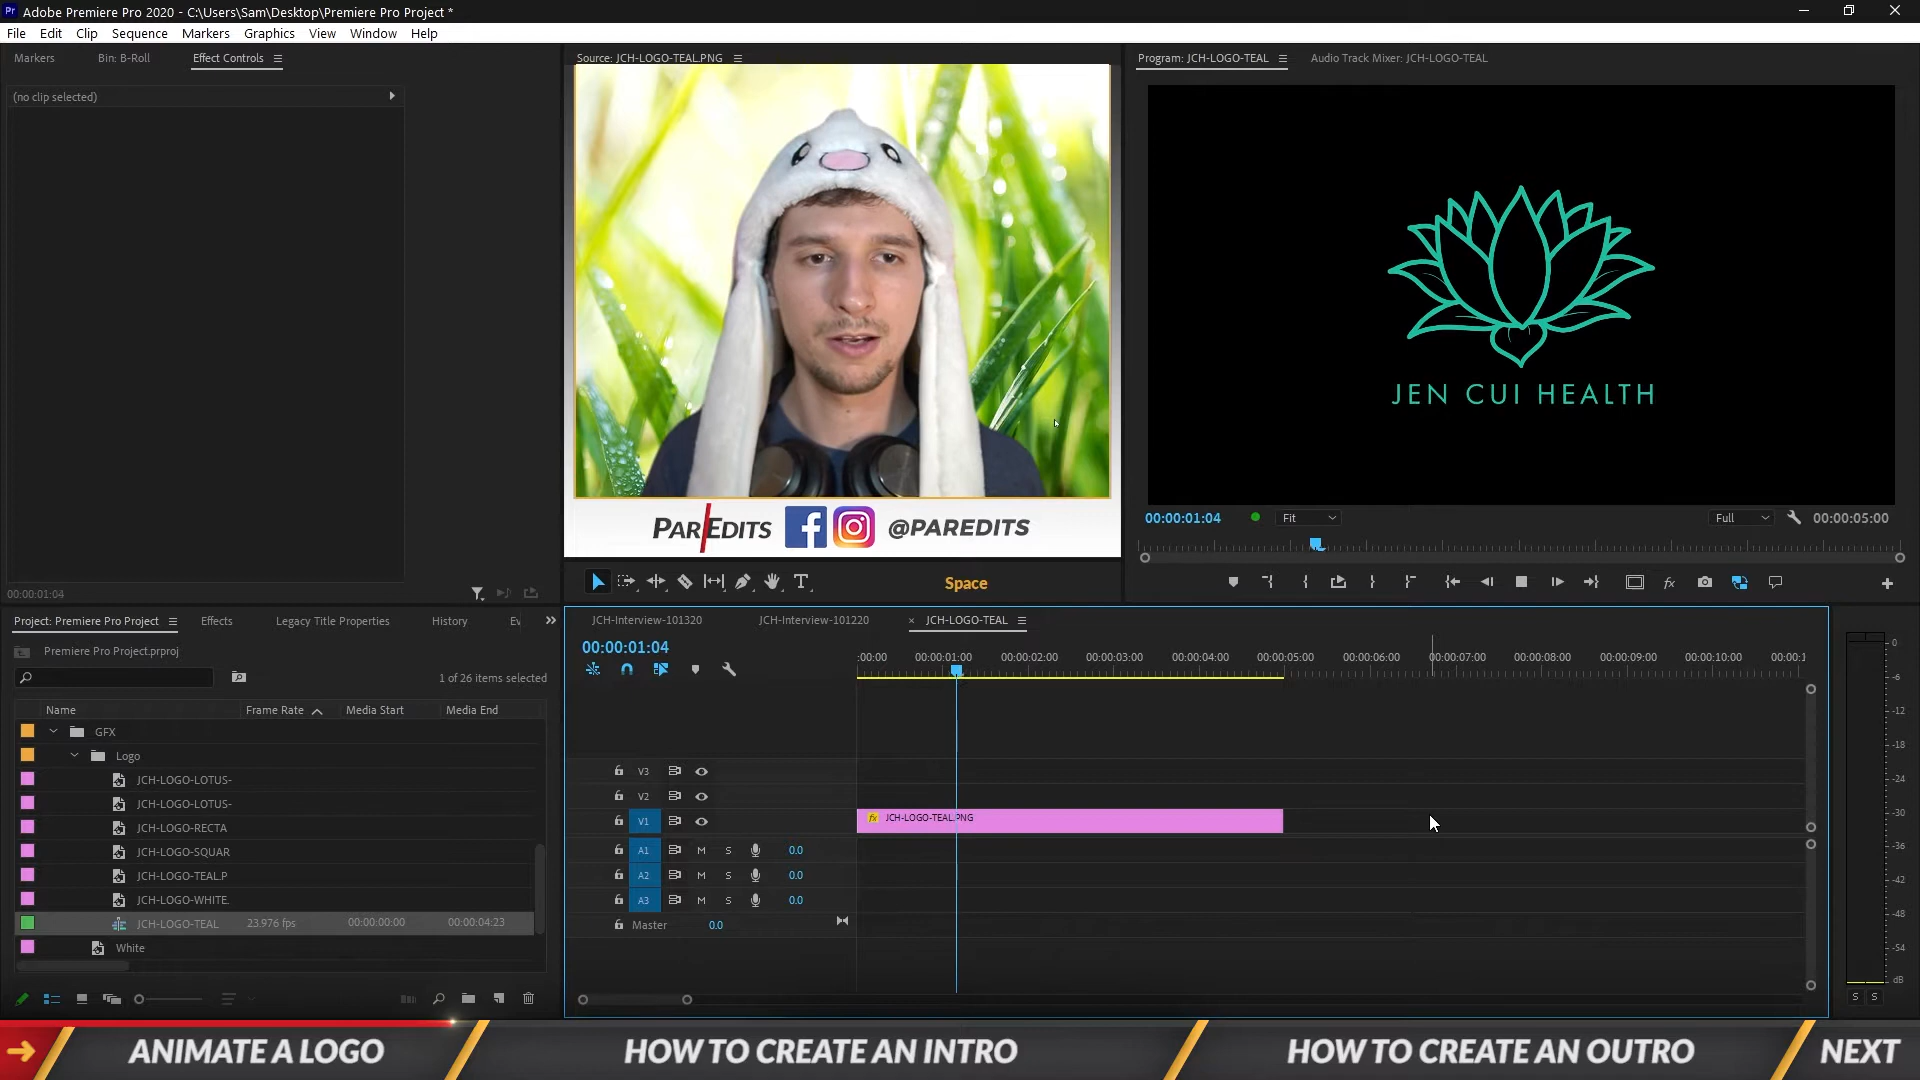 Pr Adobe Premiere Pro 2020 - C:\Users\Sam\Desktop\Premiere Pro Project *
File Edit Clip Sequence Markers Graphics View Window Help
Markers Bin: B-Roll Effect Controls
Source: JCH-LOGO-TEAL.PNG
Program: JCH-LOGO-TEAL Audio Track Mixer: JCH-LOGO-TEAL
(no clip selected)
JEN CUI HEALTH
PAREDITS @PAREDITS
00:00:01:04 Fit Full 00:00:05:00
00:00:01:04
Space
Project: Premiere Pro Project Effects Legacy Title Properties History Ev
Premiere Pro Project.prproj
1 of 26 items selected
Name Frame Rate Media Start Media End
GFX
Logo
JCH-LOGO-LOTUS-
JCH-LOGO-LOTUS-
JCH-LOGO-RECTA
JCH-LOGO-SQUAR
JCH-LOGO-TEAL.P
JCH-LOGO-WHITE.
JCH-LOGO-TEAL 23.976 fps 00:00:00:00 00:00:04:23
White
JCH-Interview-101320 JCH-Interview-101220 × JCH-LOGO-TEAL
00:00:01:04
:00:00 00:00:01:00 00:00:02:00 00:00:03:00 00:00:04:00 00:00:05:00 00:00:06:00 00:00:07:00 00:00:08:00 00:00:09:00 00:00:10:00 00:00:1
V3
V2
V1 fx JCH-LOGO-TEAL.PNG
A1 M S 0.0
A2 M S 0.0
A3 M S 0.0
Master 0.0
0
-6
-12
-18
-24
-30
-36
-42
-48
-54
dB
S S
ANIMATE A LOGO HOW TO CREATE AN INTRO HOW TO CREATE AN OUTRO NEXT